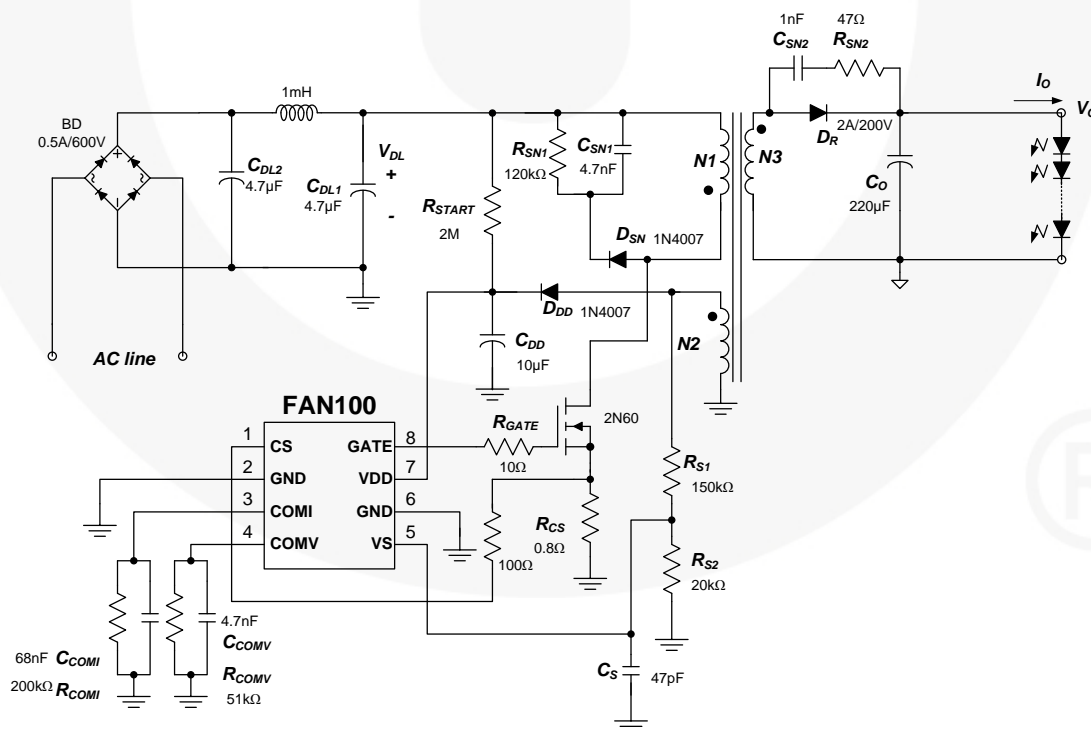 1nF
47Ω
CSN2
RSN2
1mH
IO
BD
0.5A/600V
VO
2A/200V
DR
CDL2
4.7µF
CDL1
4.7µF
VDL
+
-
RSN1
120kΩ
CSN1
4.7nF
N1
N3
CO
220µF
RSTART
2M
DSN 1N4007
DDD 1N4007
AC line
CDD
10µF
N2
FAN100
1
CS
GATE
8
2
GND
VDD
7
3
COMI
GND
6
4
COMV
VS
5
RGATE
10Ω
2N60
RS1
150kΩ
100Ω
RCS
0.8Ω
RS2
20kΩ
4.7nF
CCOMV
68nF CCOMI
RCOMV
200kΩ RCOMI
51kΩ
CS
47pF
R